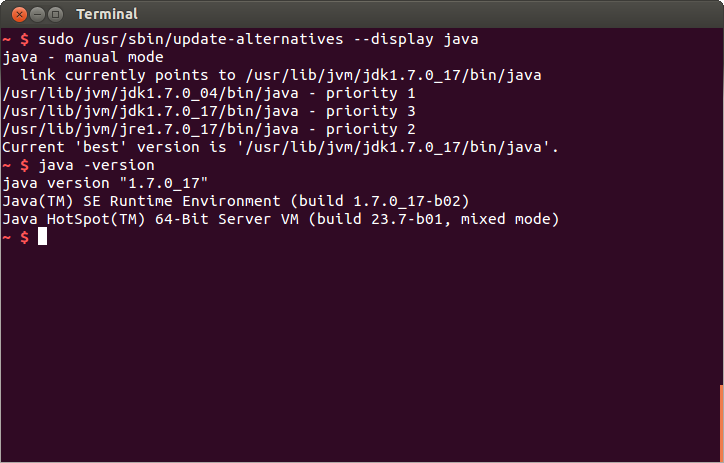 Terminal
~ $ sudo /usr/sbin/update-alternatives --display java
java - manual mode
  link currently points to /usr/lib/jvm/jdk1.7.0_17/bin/java
/usr/lib/jvm/jdk1.7.0_04/bin/java - priority 1
/usr/lib/jvm/jdk1.7.0_17/bin/java - priority 3
/usr/lib/jvm/jre1.7.0_17/bin/java - priority 2
Current 'best' version is '/usr/lib/jvm/jdk1.7.0_17/bin/java'.
~ $ java -version
java version "1.7.0_17"
Java(TM) SE Runtime Environment (build 1.7.0_17-b02)
Java HotSpot(TM) 64-Bit Server VM (build 23.7-b01, mixed mode)
~ $